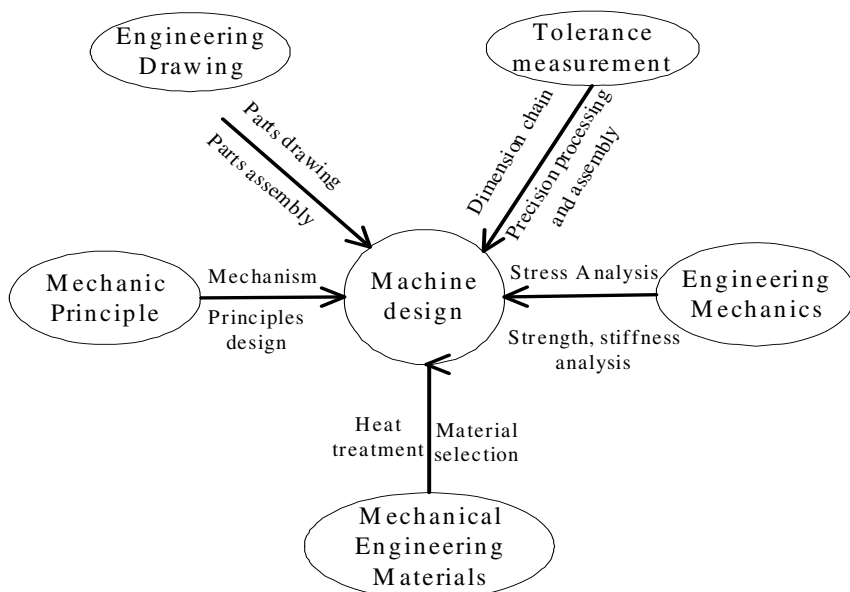 Engineering
Drawing
Tolerance
measurement
Parts drawing
Parts assembly
Dimension chain
Precision processing
and assembly
Mechanic
Principle
Mechanism
Principles
design
Machine
design
Stress Analysis
Strength, stiffness
analysis
Engineering
Mechanics
Heat
treatment
Material
selection
Mechanical
Engineering
Materials